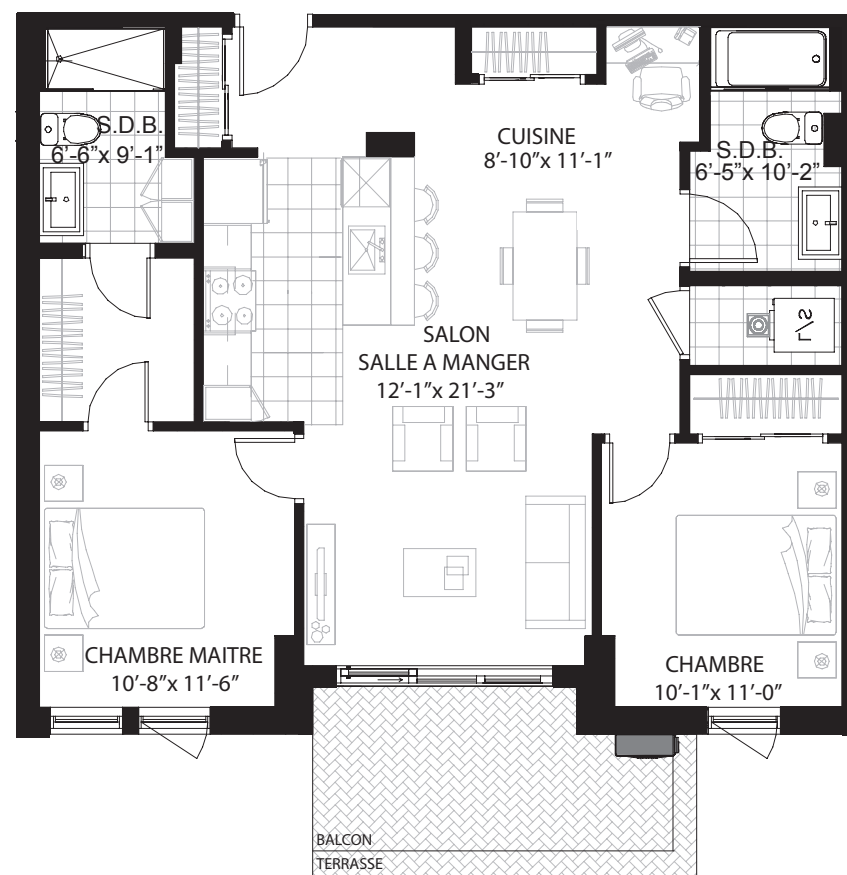 S.D.B.
6’-6”x 9’-1”
CUISINE
8’-10”x 11’-1”
S.D.B.
6’-5”x 10’-2”
L/S
SALON
SALLE A MANGER
12’-1”x 21’-3”
CHAMBRE MAITRE
10’-8”x 11’-6”
CHAMBRE
10’-1”x 11’-0”
BALCON
TERRASSE